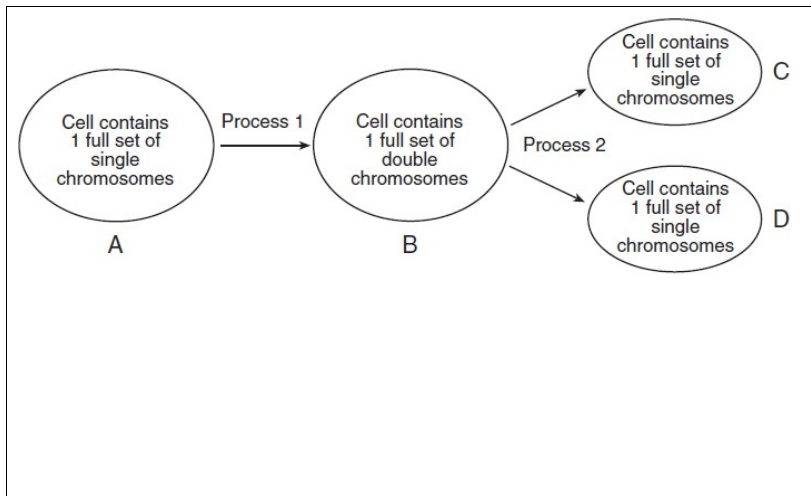 Cell contains
1 full set of
single
chromosomes
A
Process 1
Cell contains
1 full set of
double
chromosomes
B
Process 2
Cell contains
1 full set of
single
chromosomes
C
Cell contains
1 full set of
single
chromosomes
D